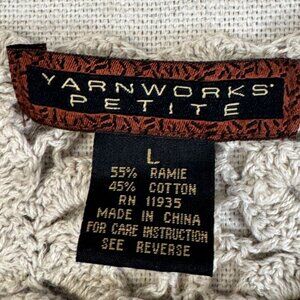 YARNWORKS®
PETITE
L
55% RAMIE
45% COTTON
RN 11935
MADE IN CHINA
FOR CARE INSTRUCTION
SEE REVERSE